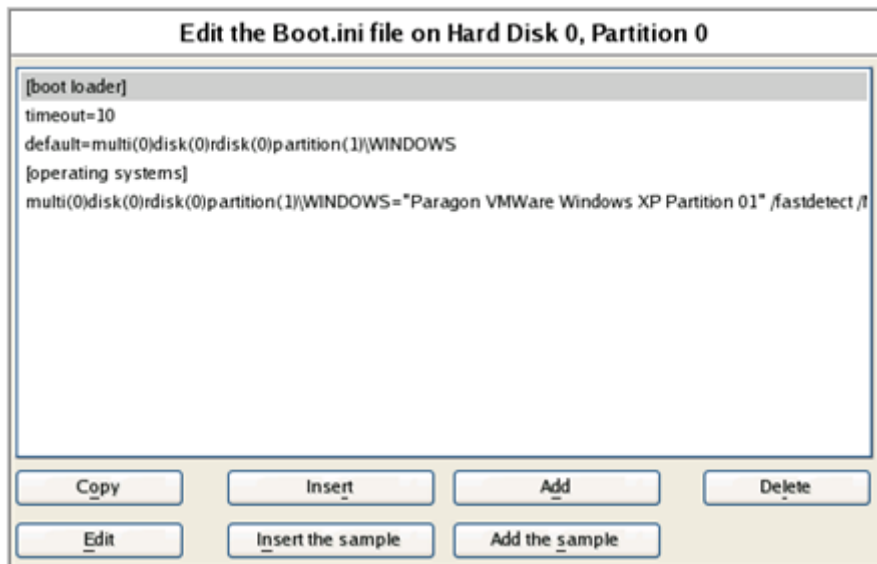 Edit the Boot.ini file on Hard Disk 0, Partition 0
[boot loader]
timeout=10
default=multi(0)disk(0)rdisk(0)partition(1)\WINDOWS
[operating systems]
multi(0)disk(0)rdisk(0)partition(1)\WINDOWS="Paragon VMWare Windows XP Partition 01" /fastdetect /
Copy Insert Add Delete
Edit Insert the sample Add the sample